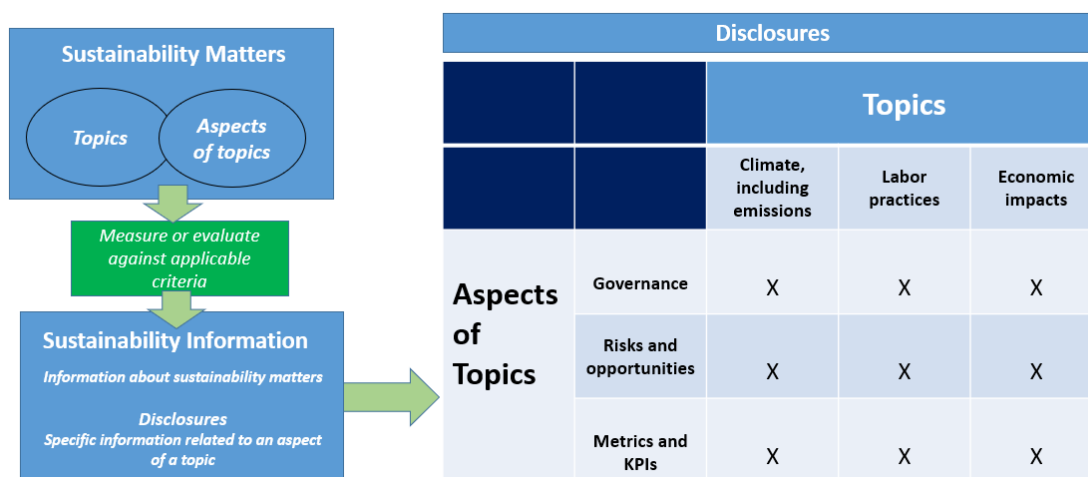 Sustainability Matters
Topics
Aspects
of topics
Measure or evaluate
against applicable
criteria
Sustainability Information
Information about sustainability matters
Disclosures
Specific information related to an aspect
of a topic
Disclosures
Topics
Climate,
including
emissions
Labor
practices
Economic
impacts
Aspects
of
Topics
Governance
X
X
X
Risks and
opportunities
X
X
X
Metrics and
KPIs
X
X
X